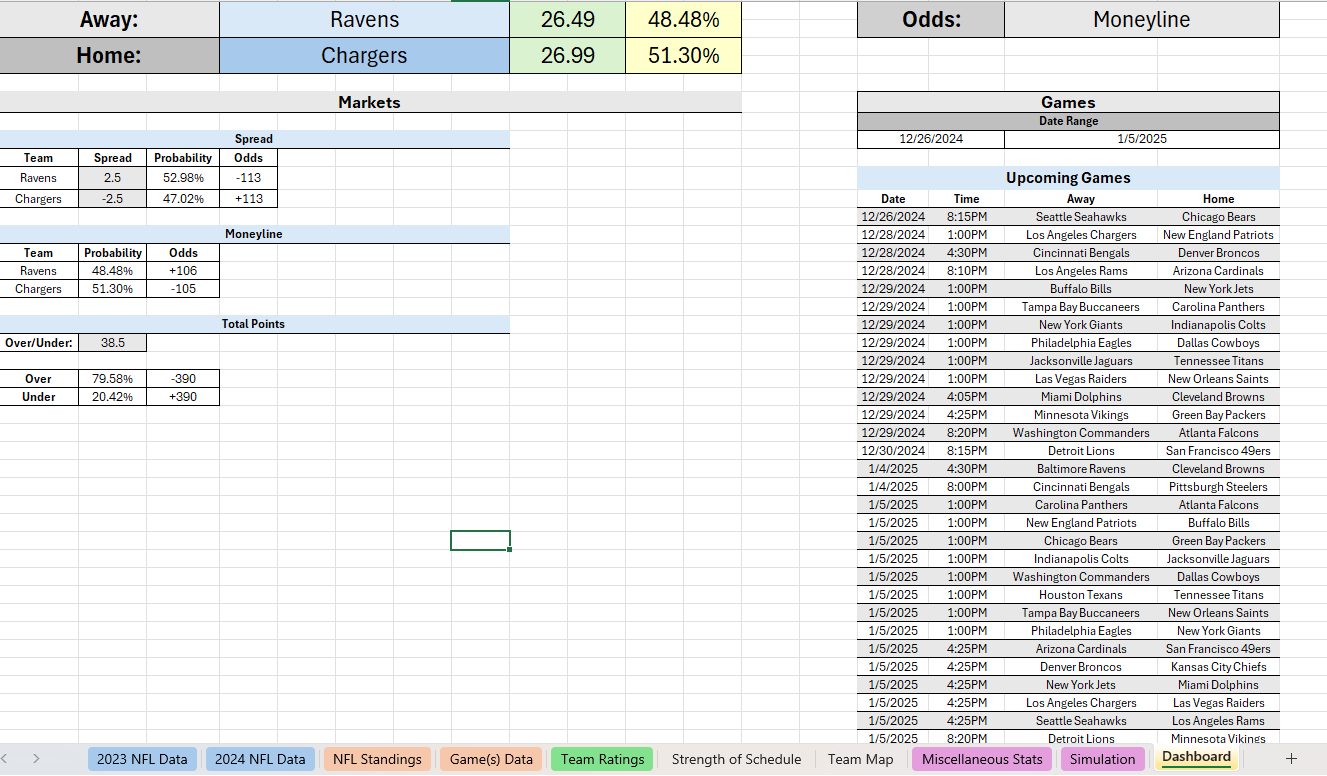 Away: Ravens 26.49 48.48%
Home: Chargers 26.99 51.30%
Odds: Moneyline
Markets
Spread
Team Spread Probability Odds
Ravens 2.5 52.98% -113
Chargers -2.5 47.02% +113
Moneyline
Team Probability Odds
Ravens 48.48% +106
Chargers 51.30% -105
Total Points
Over/Under: 38.5
Over 79.58% -390
Under 20.42% +390
Games
Date Range
12/26/2024 1/5/2025
Upcoming Games
Date Time Away Home
12/26/2024 8:15PM Seattle Seahawks Chicago Bears
12/28/2024 1:00PM Los Angeles Chargers New England Patriots
12/28/2024 4:30PM Cincinnati Bengals Denver Broncos
12/28/2024 8:10PM Los Angeles Rams Arizona Cardinals
12/29/2024 1:00PM Buffalo Bills New York Jets
12/29/2024 1:00PM Tampa Bay Buccaneers Carolina Panthers
12/29/2024 1:00PM New York Giants Indianapolis Colts
12/29/2024 1:00PM Philadelphia Eagles Dallas Cowboys
12/29/2024 1:00PM Jacksonville Jaguars Tennessee Titans
12/29/2024 1:00PM Las Vegas Raiders New Orleans Saints
12/29/2024 4:05PM Miami Dolphins Cleveland Browns
12/29/2024 4:25PM Minnesota Vikings Green Bay Packers
12/29/2024 8:20PM Washington Commanders Atlanta Falcons
12/30/2024 8:15PM Detroit Lions San Francisco 49ers
1/4/2025 4:30PM Baltimore Ravens Cleveland Browns
1/4/2025 8:00PM Cincinnati Bengals Pittsburgh Steelers
1/5/2025 1:00PM Carolina Panthers Atlanta Falcons
1/5/2025 1:00PM New England Patriots Buffalo Bills
1/5/2025 1:00PM Chicago Bears Green Bay Packers
1/5/2025 1:00PM Indianapolis Colts Jacksonville Jaguars
1/5/2025 1:00PM Washington Commanders Dallas Cowboys
1/5/2025 1:00PM Houston Texans Tennessee Titans
1/5/2025 1:00PM Tampa Bay Buccaneers New Orleans Saints
1/5/2025 1:00PM Philadelphia Eagles New York Giants
1/5/2025 4:25PM Arizona Cardinals San Francisco 49ers
1/5/2025 4:25PM Denver Broncos Kansas City Chiefs
1/5/2025 4:25PM New York Jets Miami Dolphins
1/5/2025 4:25PM Los Angeles Chargers Las Vegas Raiders
1/5/2025 4:25PM Seattle Seahawks Los Angeles Rams
1/5/2025 8:20PM Detroit Lions Minnesota Vikings
2023 NFL Data 2024 NFL Data NFL Standings Game(s) Data Team Ratings Strength of Schedule Team Map Miscellaneous Stats Simulation Dashboard